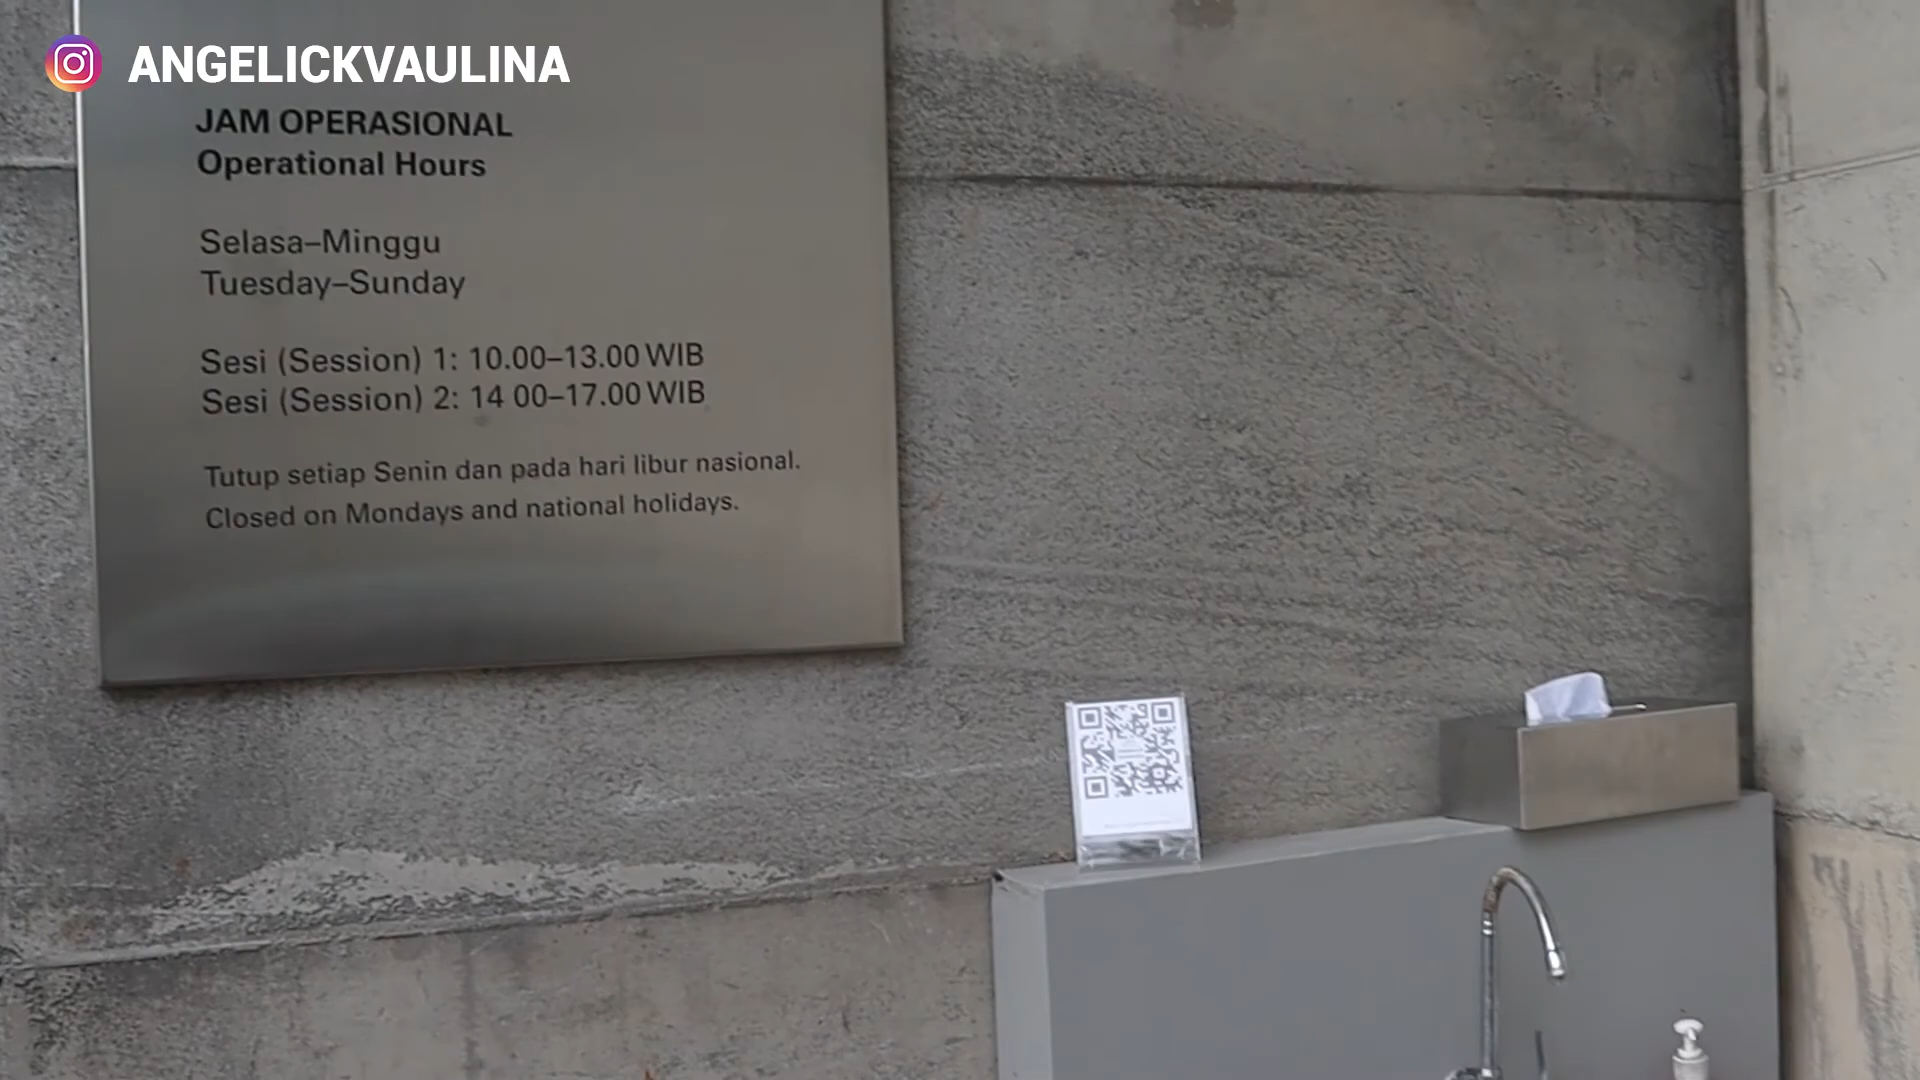 ANGELICKVAULINA
JAM OPERASIONAL
Operational Hours
Selasa–Minggu
Tuesday–Sunday
Sesi (Session) 1: 10.00–13.00 WIB
Sesi (Session) 2: 14 00–17.00 WIB
Tutup setiap Senin dan pada hari libur nasional.
Closed on Mondays and national holidays.